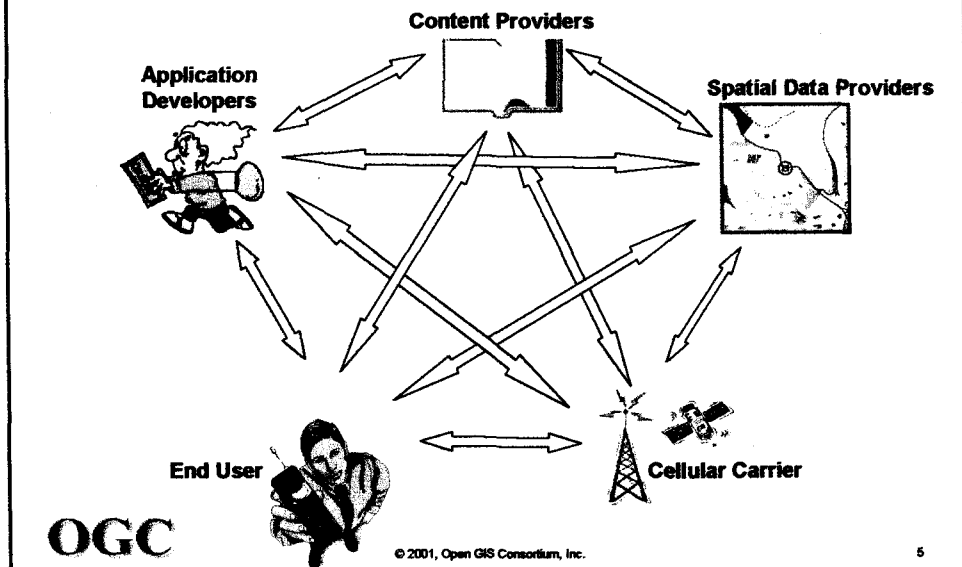 Content Providers
Application
Developers
Spatial Data Providers
End User
Cellular Carrier
OGC
© 2001, Open GIS Consortium, Inc.
5